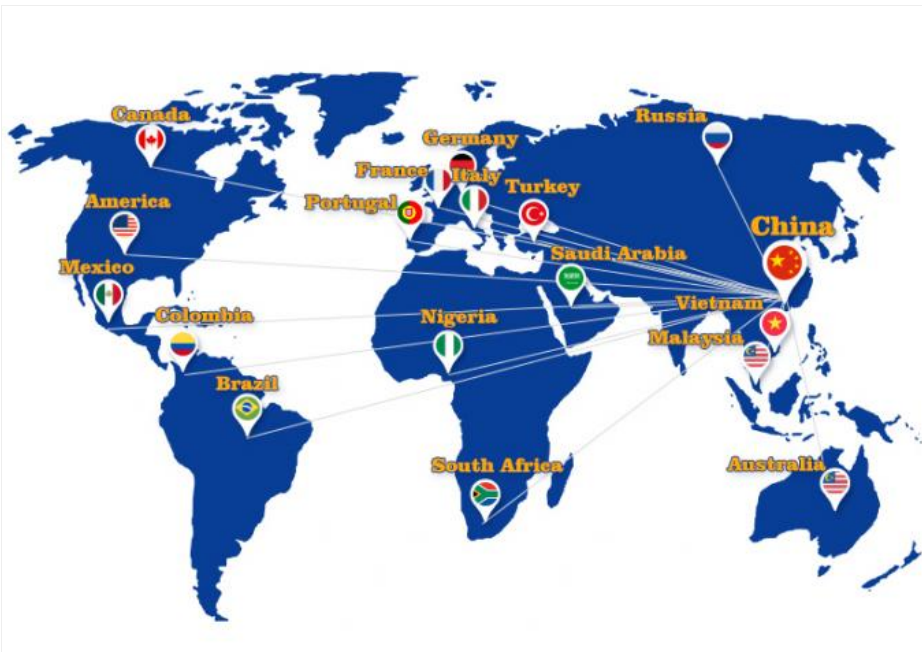 Canada
Russia
Germany
France
Italy
Turkey
America
Portugal
China
Saudi Arabia
Mexico
Vietnam
Colombia
Nigeria
Malaysia
Brazil
South Africa
Australia